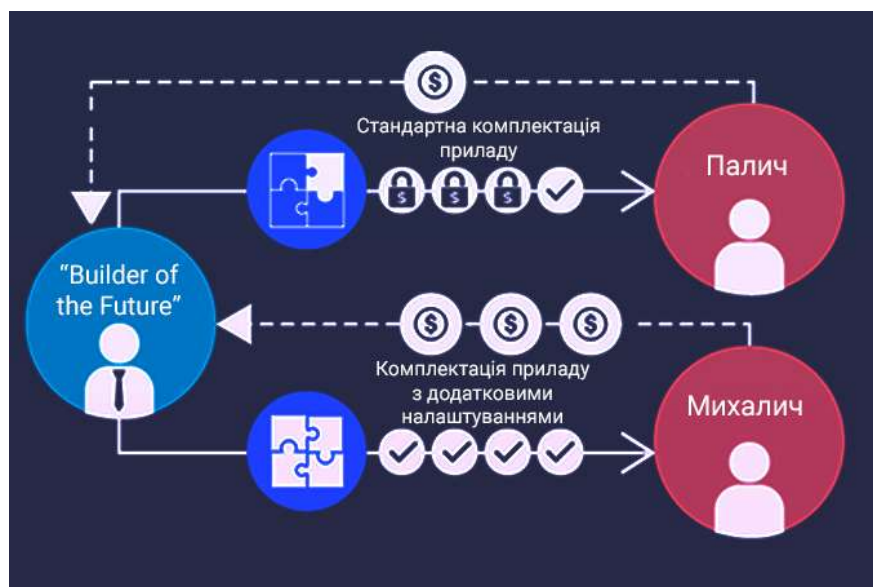 $
Стандартна комплектація
приладу
$ $ $
Палич
“Builder of
the Future”
$ $ $
Комплектація приладу
з додатковими
налаштуваннями
Михалич